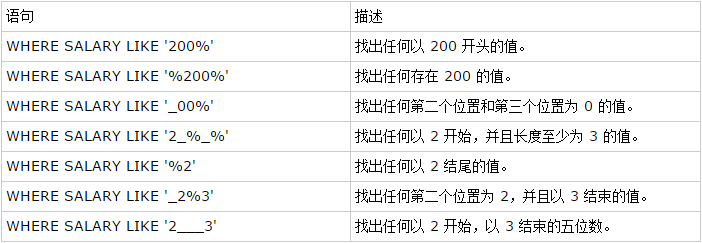 语句 描述
WHERE SALARY LIKE '200%' 找出任何以 200 开头的值。
WHERE SALARY LIKE '%200%' 找出任何存在 200 的值。
WHERE SALARY LIKE '_00%' 找出任何第二个位置和第三个位置为 0 的值。
WHERE SALARY LIKE '2_%_%' 找出任何以 2 开始，并且长度至少为 3 的值。
WHERE SALARY LIKE '%2' 找出任何以 2 结尾的值。
WHERE SALARY LIKE '_2%3' 找出任何第二个位置为 2，并且以 3 结束的值。
WHERE SALARY LIKE '2___3' 找出任何以 2 开始，以 3 结束的五位数。